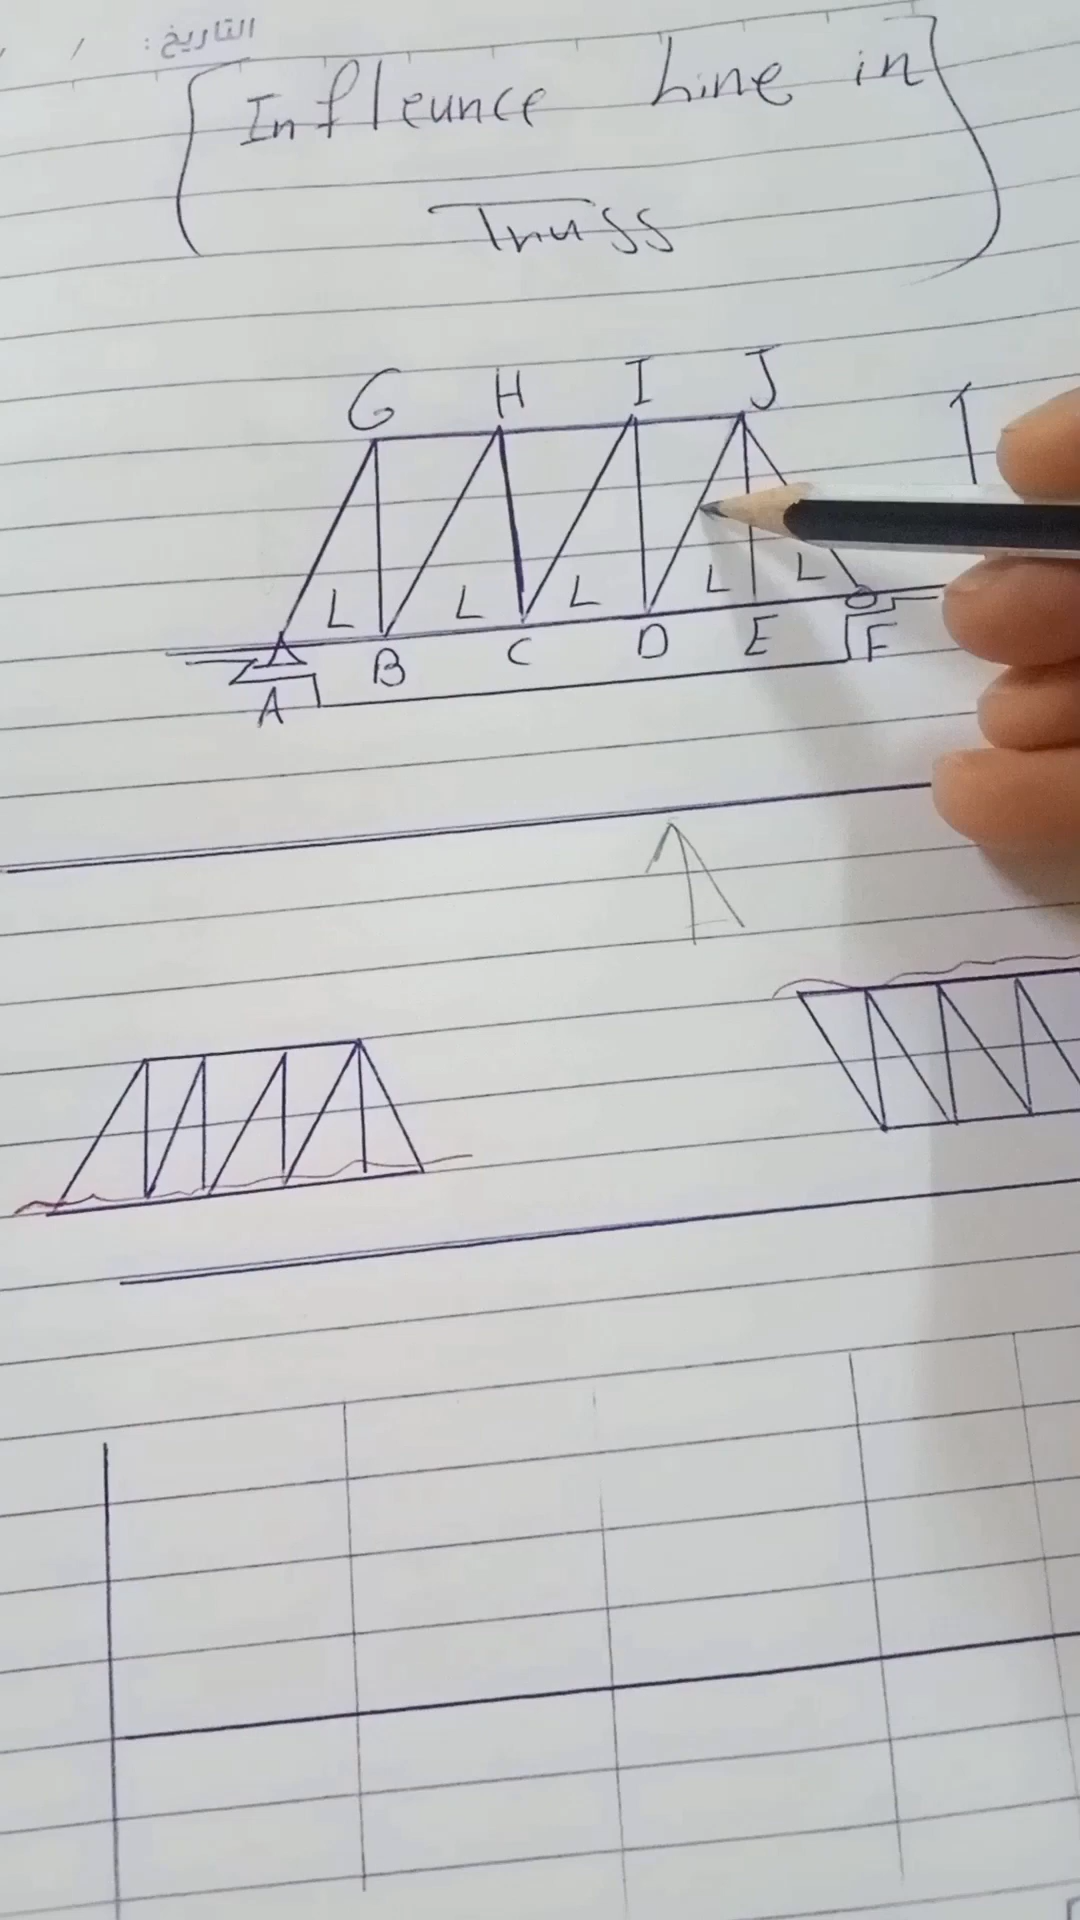 التاريخ: / /
Infleunce Line in
Truss
G H I J
L L L L L
A B C D E F